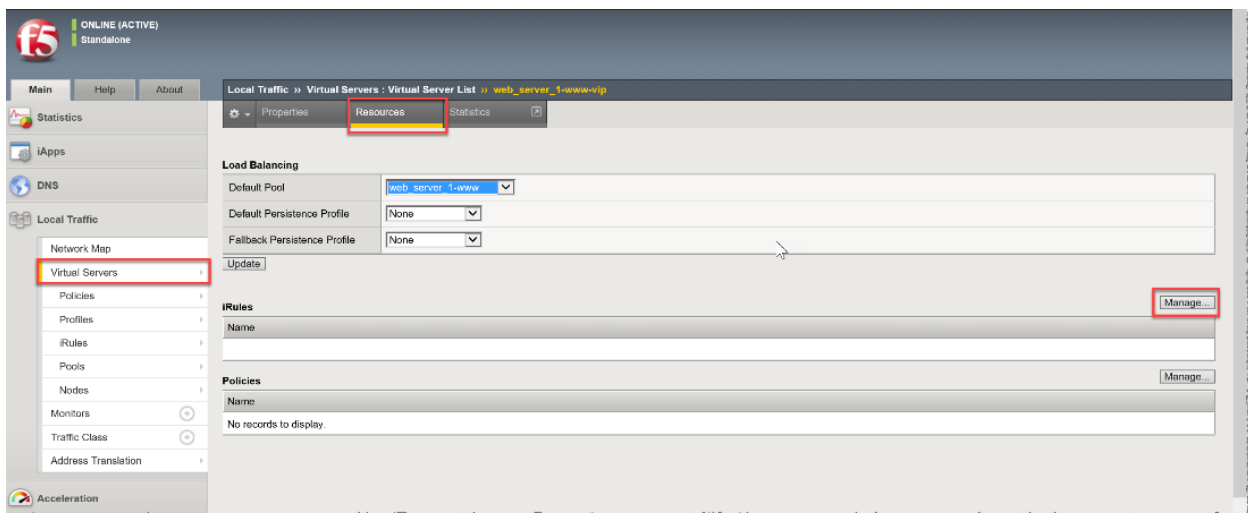 f5
ONLINE (ACTIVE)
Standalone
Main Help About
Statistics
iApps
DNS
Local Traffic
Network Map
Virtual Servers
Policies
Profiles
iRules
Pools
Nodes
Monitors
Traffic Class
Address Translation
Acceleration
Local Traffic ›› Virtual Servers : Virtual Server List ›› web_server_1-www-vip
Properties Resources Statistics
Load Balancing
Default Pool web_server_1-www
Default Persistence Profile None
Fallback Persistence Profile None
Update
iRules Manage...
Name
Policies Manage...
Name
No records to display.